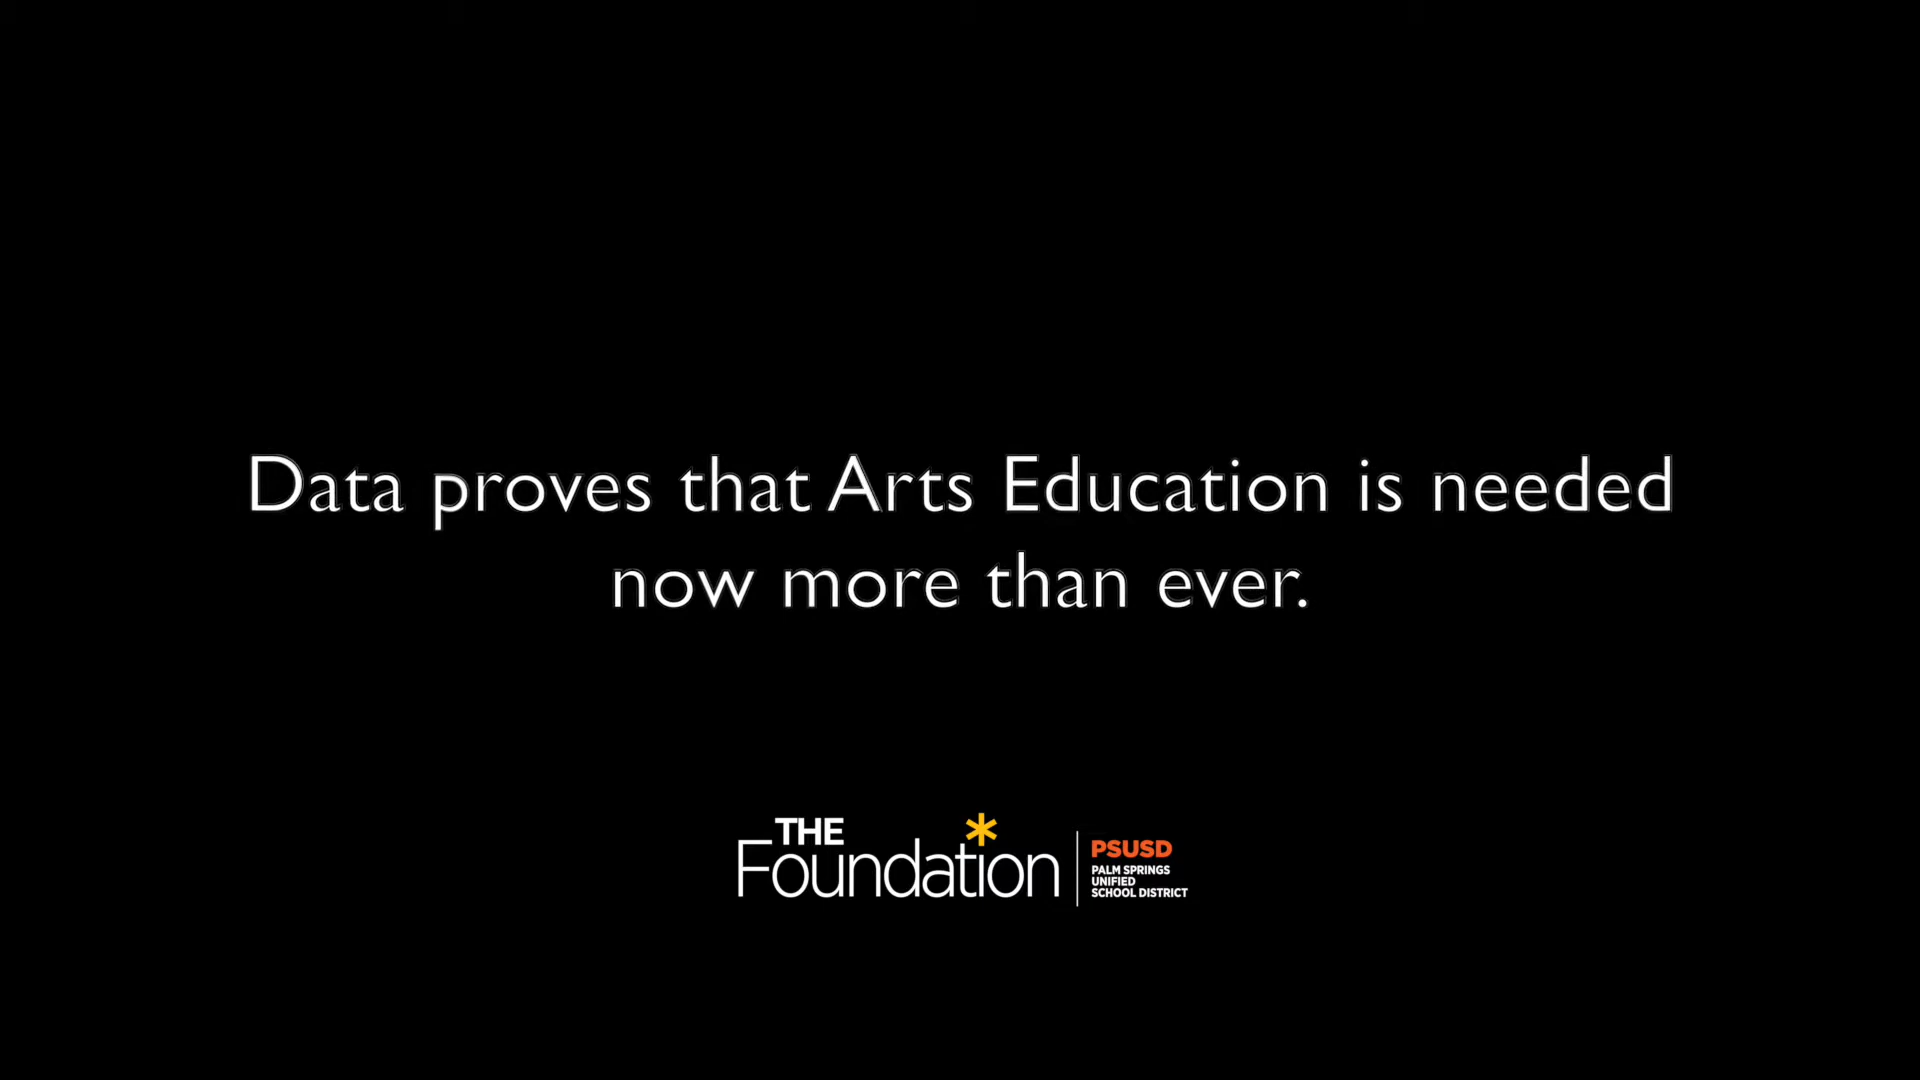 Data proves that Arts Education is needed
now more than ever.
THE
Foundation
PSUSD
PALM SPRINGS
UNIFIED
SCHOOL DISTRICT